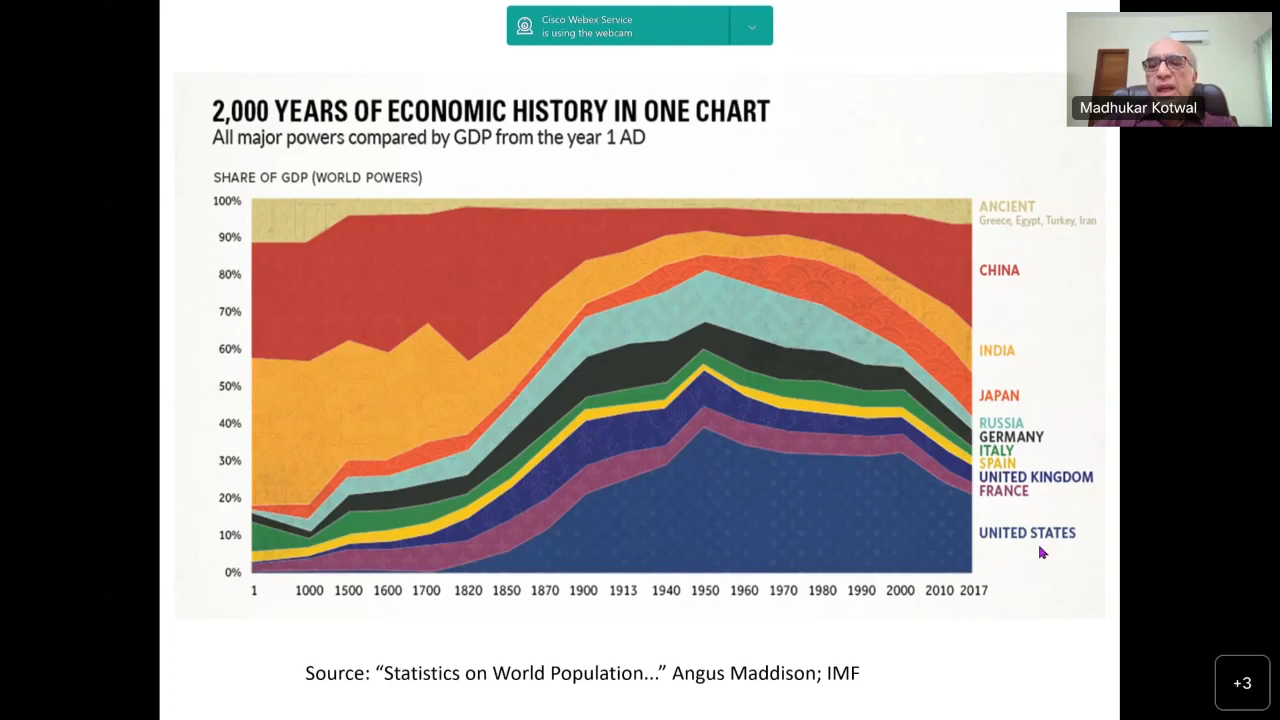 Cisco Webex Service
is using the webcam
Madhukar Kotwal
2,000 YEARS OF ECONOMIC HISTORY IN ONE CHART
All major powers compared by GDP from the year 1 AD
SHARE OF GDP (WORLD POWERS)
100%
90%
80%
70%
60%
50%
40%
30%
20%
10%
0%
1 1000 1500 1600 1700 1820 1850 1870 1900 1913 1940 1950 1960 1970 1980 1990 2000 2010 2017
ANCIENT
Greece, Egypt, Turkey, Iran
CHINA
INDIA
JAPAN
RUSSIA
GERMANY
ITALY
SPAIN
UNITED KINGDOM
FRANCE
UNITED STATES
Source: “Statistics on World Population...” Angus Maddison; IMF
+3